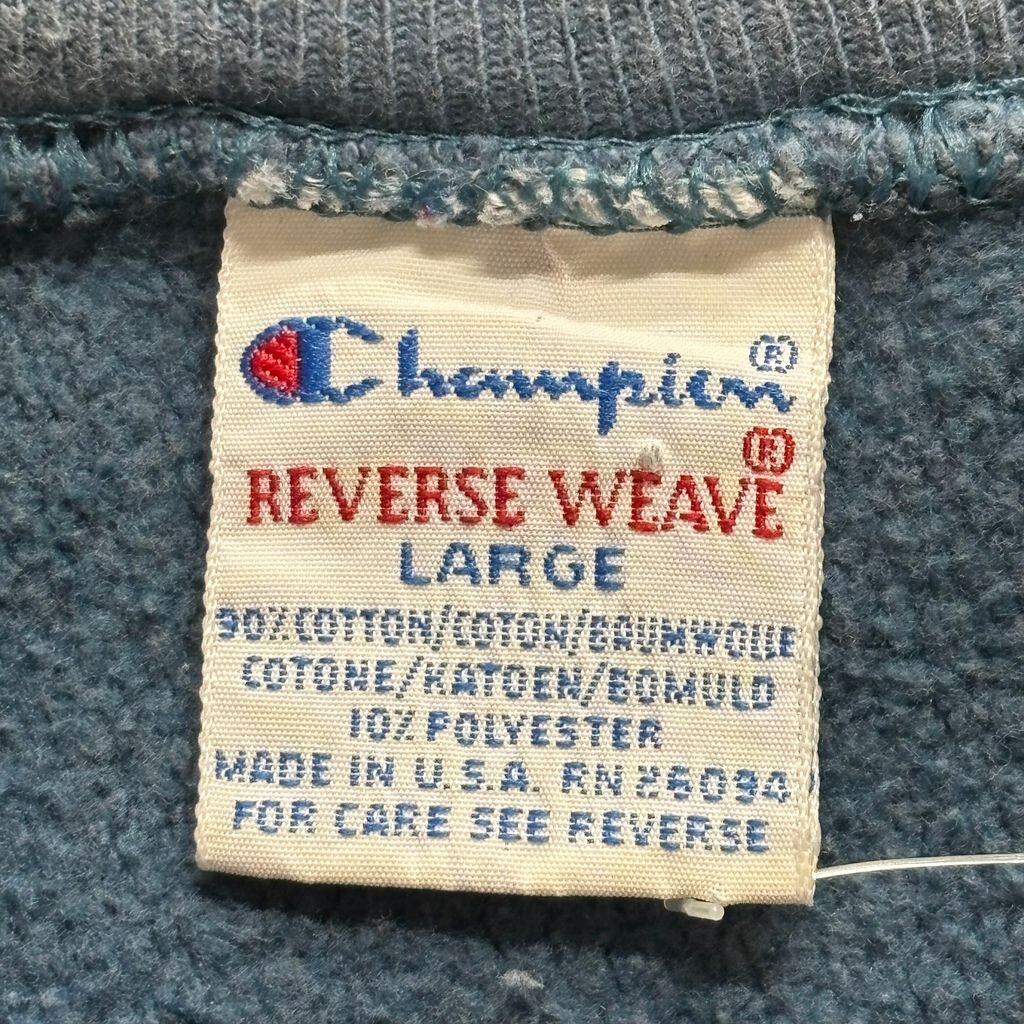 Champion®
REVERSE WEAVE®
LARGE
90% COTTON/COTON/BAUMWOLLE
COTONE/KATOEN/BOMULD
10% POLYESTER
MADE IN U.S.A. RN 26094
FOR CARE SEE REVERSE